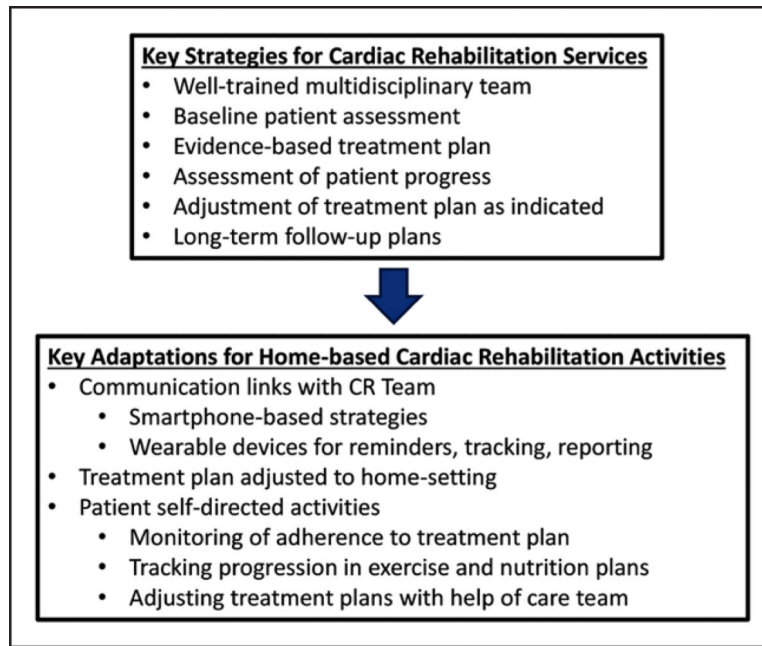 Key Strategies for Cardiac Rehabilitation Services
• Well-trained multidisciplinary team
• Baseline patient assessment
• Evidence-based treatment plan
• Assessment of patient progress
• Adjustment of treatment plan as indicated
• Long-term follow-up plans
Key Adaptations for Home-based Cardiac Rehabilitation Activities
• Communication links with CR Team
• Smartphone-based strategies
• Wearable devices for reminders, tracking, reporting
• Treatment plan adjusted to home-setting
• Patient self-directed activities
• Monitoring of adherence to treatment plan
• Tracking progression in exercise and nutrition plans
• Adjusting treatment plans with help of care team